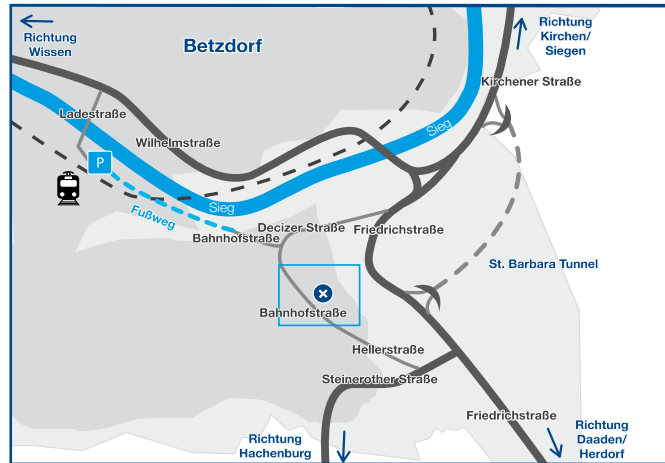 Richtung
Wissen
Betzdorf
Richtung
Kirchen/
Siegen
Kirchener Straße
Ladestraße
Wilhelmstraße
Sieg
P
Fußweg
Sieg
Decizer Straße
Friedrichstraße
Bahnhofstraße
St. Barbara Tunnel
Bahnhofstraße
Hellerstraße
Steinerother Straße
Friedrichstraße
Richtung
Hachenburg
Richtung
Daaden/
Herdorf